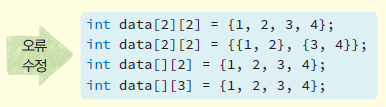 오류
수정
int data[2][2] = {1, 2, 3, 4};
int data[2][2] = {{1, 2}, {3, 4}};
int data[][2] = {1, 2, 3, 4};
int data[][3] = {1, 2, 3, 4};